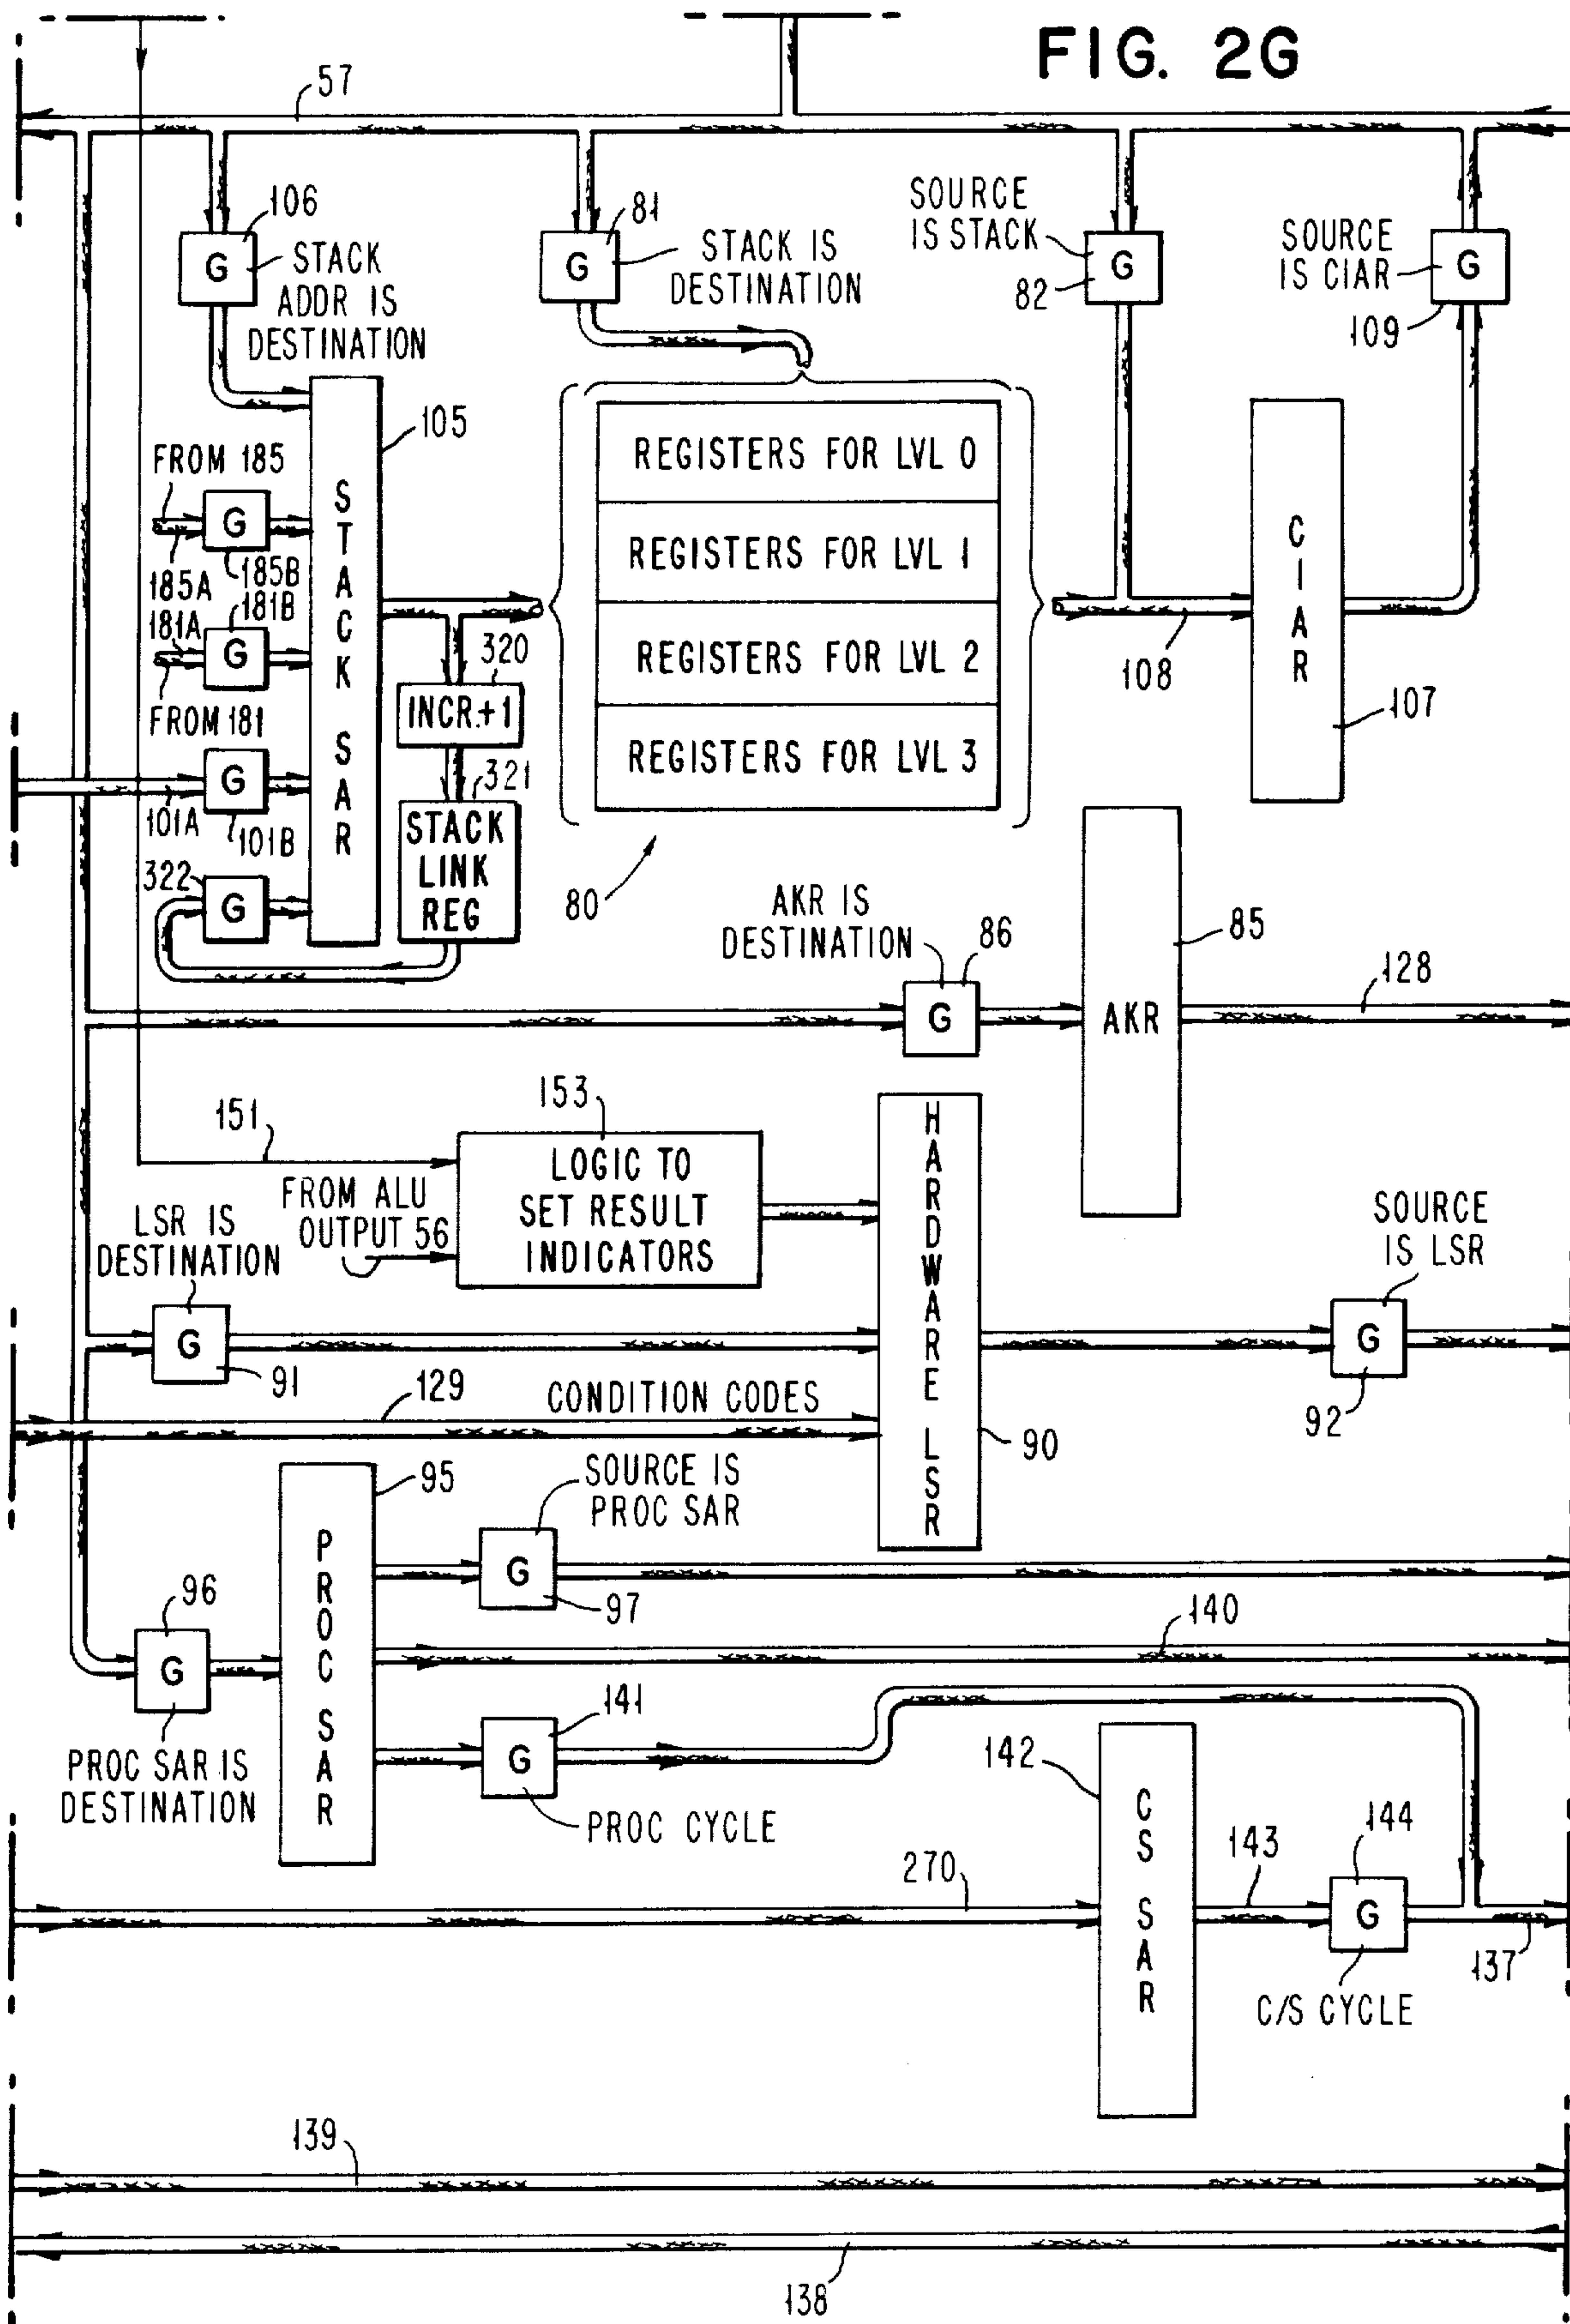 FIG. 2G
57
106
G
STACK
ADDR IS
DESTINATION
81
G
STACK IS
DESTINATION
SOURCE
IS STACK
G
82
SOURCE
IS CIAR
G
109
105
STACK SAR
FROM 185
G
185A
185B
181A
181B
G
FROM 181
G
101A
101B
322
G
320
INCR.+1
321
STACK
LINK
REG
REGISTERS FOR LVL 0
REGISTERS FOR LVL 1
REGISTERS FOR LVL 2
REGISTERS FOR LVL 3
80
108
CIAR
107
AKR IS
DESTINATION
86
G
85
AKR
128
151
153
LOGIC TO
SET RESULT
INDICATORS
FROM ALU
OUTPUT 56
HARDWARE LSR
90
LSR IS
DESTINATION
G
91
SOURCE
IS LSR
G
92
129
CONDITION CODES
95
PROC SAR
SOURCE IS
PROC SAR
G
97
96
G
PROC SAR IS
DESTINATION
140
141
G
PROC CYCLE
142
CS SAR
270
143
144
G
C/S CYCLE
137
139
138